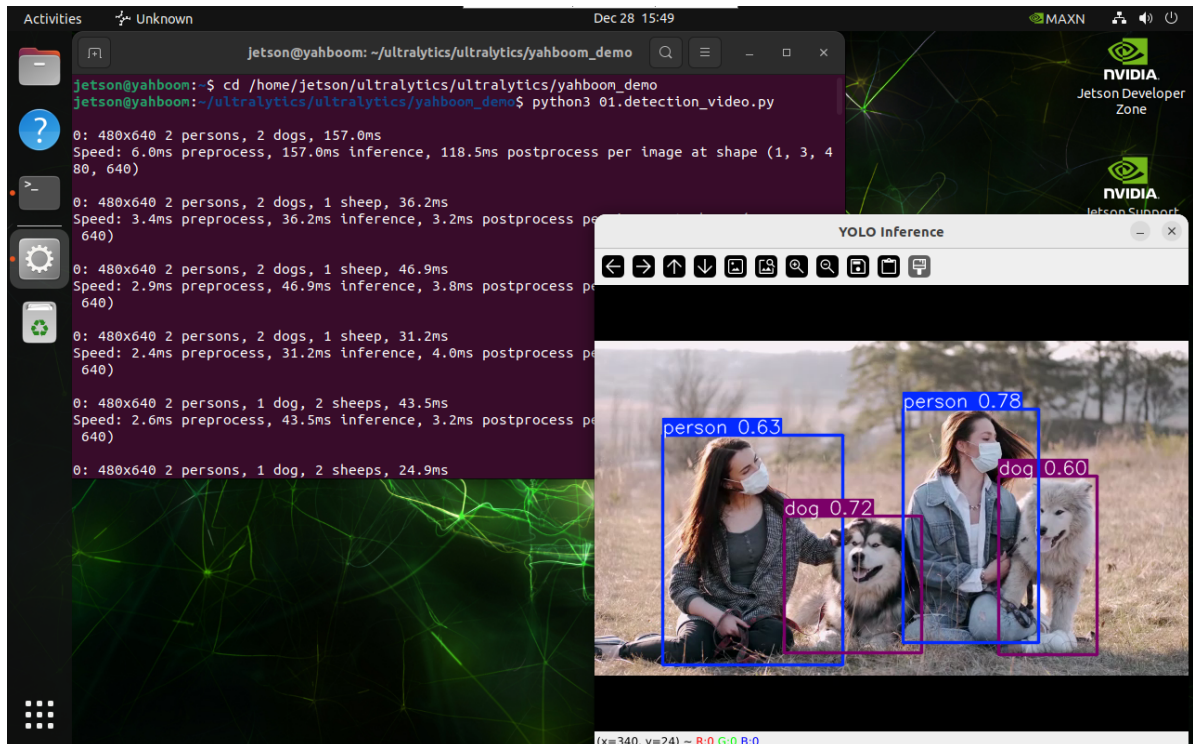 Activities
Unknown
Dec 28 15:49
MAXN
jetson@yahboom: ~/ultralytics/ultralytics/yahboom_demo
jetson@yahboom:~$ cd /home/jetson/ultralytics/ultralytics/yahboom_demo
jetson@yahboom:~/ultralytics/ultralytics/yahboom_demo$ python3 01.detection_video.py
0: 480x640 2 persons, 2 dogs, 157.0ms
Speed: 6.0ms preprocess, 157.0ms inference, 118.5ms postprocess per image at shape (1, 3, 4
80, 640)
0: 480x640 2 persons, 2 dogs, 1 sheep, 36.2ms
Speed: 3.4ms preprocess, 36.2ms inference, 3.2ms postprocess
640)
0: 480x640 2 persons, 2 dogs, 1 sheep, 46.9ms
Speed: 2.9ms preprocess, 46.9ms inference, 3.8ms postprocess
640)
0: 480x640 2 persons, 2 dogs, 1 sheep, 31.2ms
Speed: 2.4ms preprocess, 31.2ms inference, 4.0ms postprocess
640)
0: 480x640 2 persons, 1 dog, 2 sheeps, 43.5ms
Speed: 2.6ms preprocess, 43.5ms inference, 3.2ms postprocess
640)
0: 480x640 2 persons, 1 dog, 2 sheeps, 24.9ms
NVIDIA.
Jetson Developer
Zone
NVIDIA.
Jetson Support
YOLO Inference
person 0.63
dog 0.72
person 0.78
dog 0.60
(x=340, y=24) ~ R:0 G:0 B:0